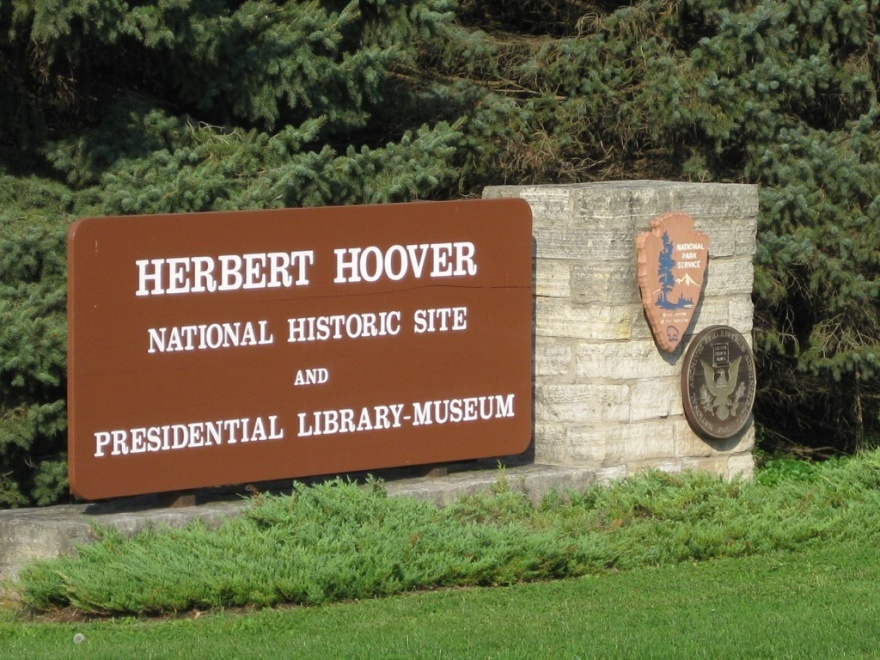 HERBERT HOOVER
NATIONAL HISTORIC SITE
AND
PRESIDENTIAL LIBRARY-MUSEUM
NATIONAL
PARK
SERVICE